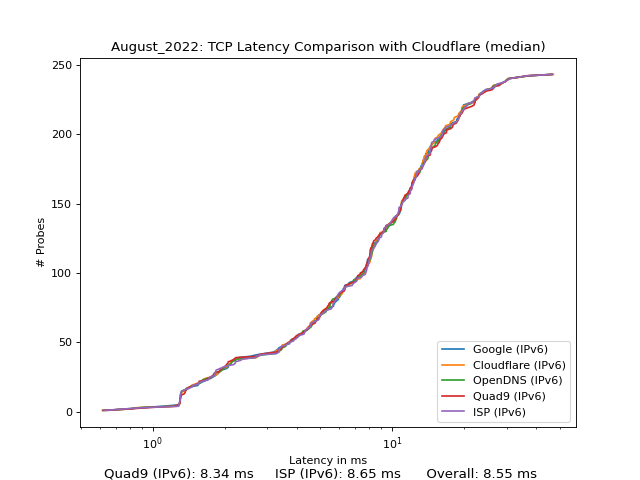 August_2022: TCP Latency Comparison with Cloudflare (median)
250
200
150
100
50
0
# Probes
Google (IPv6)
Cloudflare (IPv6)
OpenDNS (IPv6)
Quad9 (IPv6)
ISP (IPv6)
10⁰
10¹
Latency in ms
Quad9 (IPv6): 8.34 ms ISP (IPv6): 8.65 ms Overall: 8.55 ms